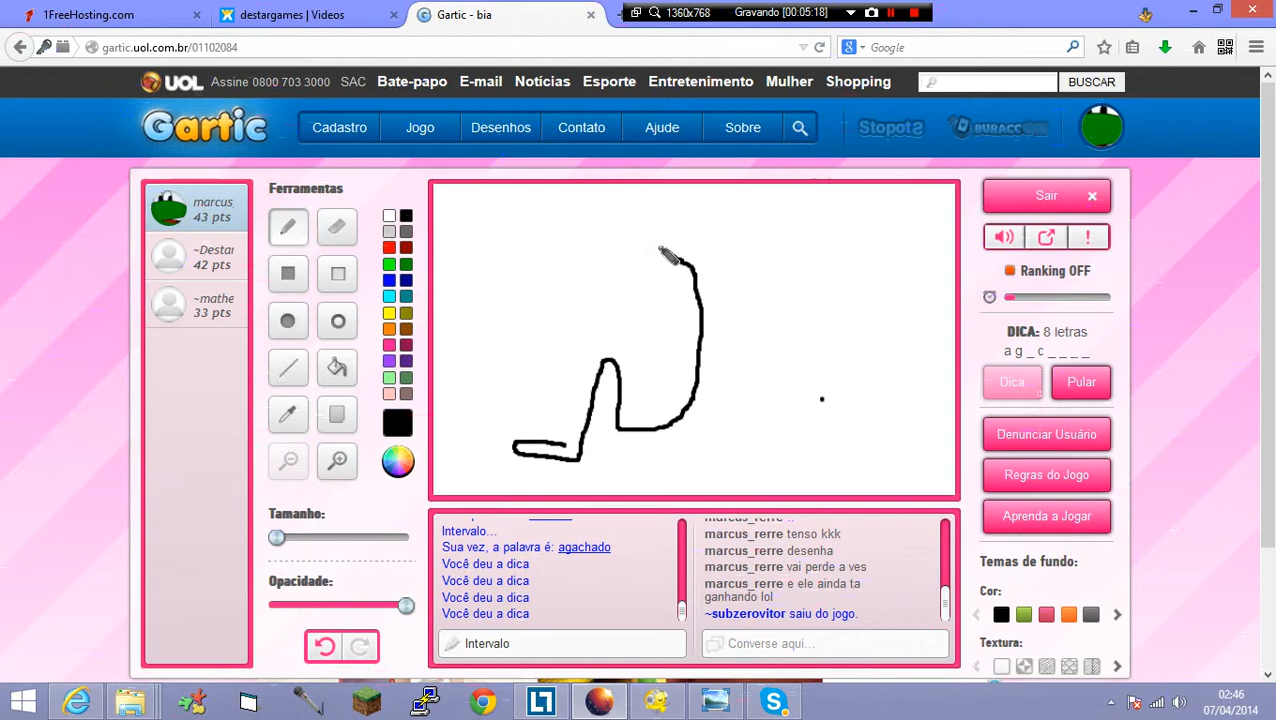 1FreeHosting.com
destargames | Videos
Gartic - bia
1360x768
Gravando [00:05:18]
gartic.uol.com.br/01102084
Google
UOL
Assine 0800 703 3000
SAC
Bate-papo
E-mail
Notícias
Esporte
Entretenimento
Mulher
Shopping
BUSCAR
Gartic
Cadastro
Jogo
Desenhos
Contato
Ajude
Sobre
StopotS
marcus_
43 pts
~Destar
42 pts
~mathe
33 pts
Ferramentas
Tamanho:
Opacidade:
Sair
Ranking OFF
DICA: 8 letras
a g _ c _ _ _ _
Dica
Pular
Denunciar Usuário
Regras do Jogo
Aprenda a Jogar
Temas de fundo:
Cor:
Textura:
Intervalo...
Sua vez, a palavra é: agachado
Você deu a dica
Você deu a dica
Você deu a dica
Você deu a dica
Intervalo
marcus_rerre ..
marcus_rerre tenso kkk
marcus_rerre desenha
marcus_rerre vai perde a ves
marcus_rerre e ele ainda ta
ganhando lol
~subzerovitor saiu do jogo.
Converse aqui...
02:46
07/04/2014